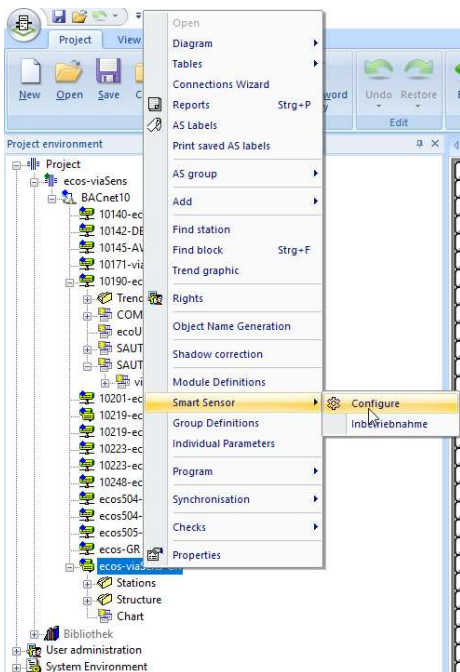 Project View
New Open Save
Undo Restore
Edit
Project environment
Project
ecos-viaSens
BACnet10
10140-ec
10142-DE
10145-AV
10171-via
10190-ec
Trenc
COM
ecoU
SAUT
SAUT
vi
10201-ec
10219-ec
10219-ec
10223-ec
10223-ec
10248-ec
ecos504-
ecos504-
ecos505-
ecos-GR
Stations
Structure
Chart
Bibliothek
User administration
System Environment
Open
Diagram
Tables
Connections Wizard
Reports Strg+P
AS Labels
Print saved AS labels
AS group
Add
Find station
Find block Strg+F
Trend graphic
Rights
Object Name Generation
Shadow correction
Module Definitions
Smart Sensor
Group Definitions
Individual Parameters
Program
Synchronisation
Checks
Properties
Configure
Inbetriebnahme